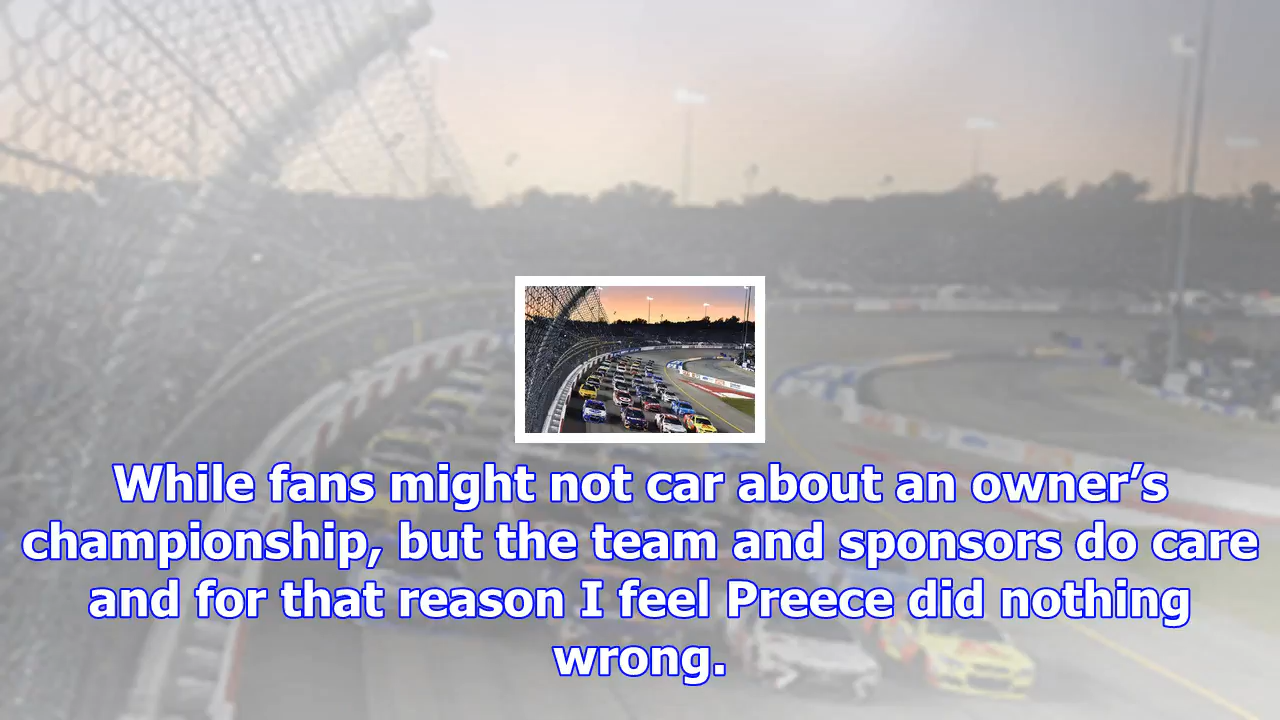 While fans might not car about an owner’s
championship, but the team and sponsors do care
and for that reason I feel Preece did nothing
wrong.